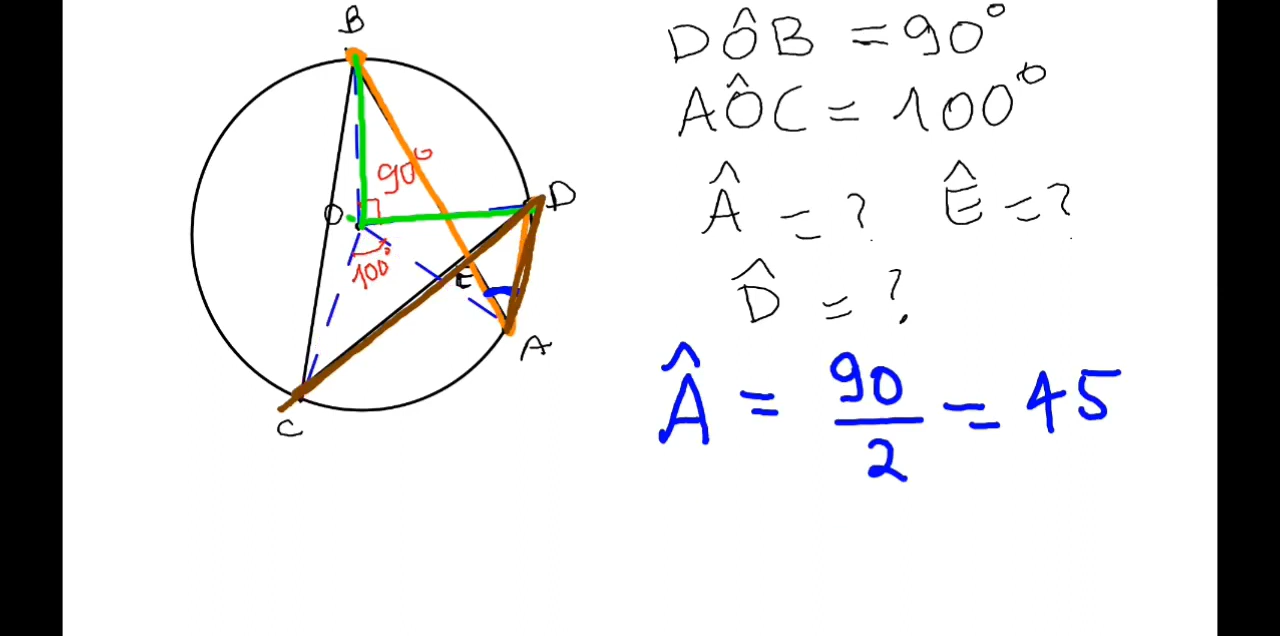 B
DÔB = 90°
AÔC = 100°
90°
D
O
100°
E
Â = ? Ê = ?
D̂ = ?
A
C
Â = 90/2 = 45